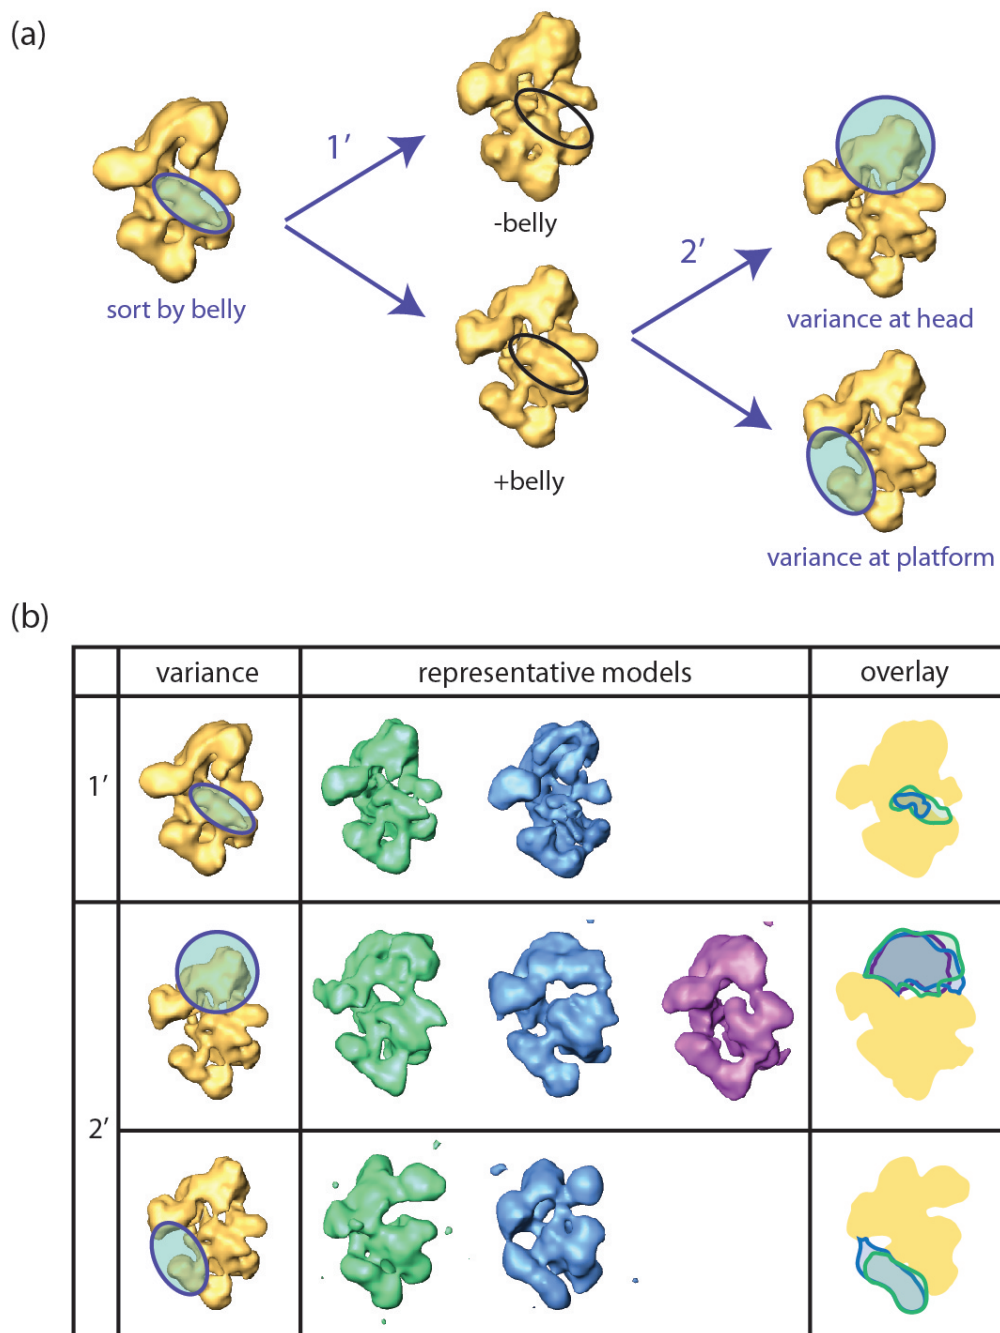 (a)
1′
-belly
sort by belly
2′
variance at head
+belly
variance at platform
(b)
variance representative models overlay
1′
2′